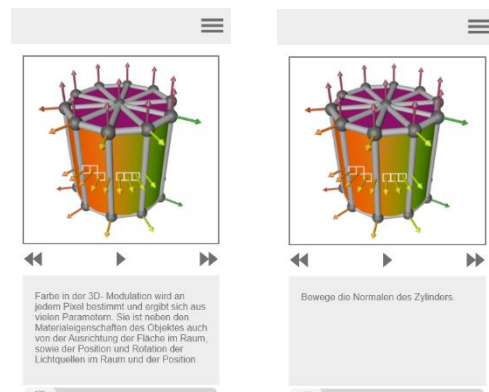 Farbe in der 3D- Modulation wird an
jedem Pixel bestimmt und ergibt sich aus
vielen Parametern. Sie ist neben den
Materialeigenschaften des Objektes auch
von der Ausrichtung der Fläche im Raum,
sowie der Position und Rotation der
Lichtquellen im Raum und der Position
Bewege die Normalen des Zylinders.